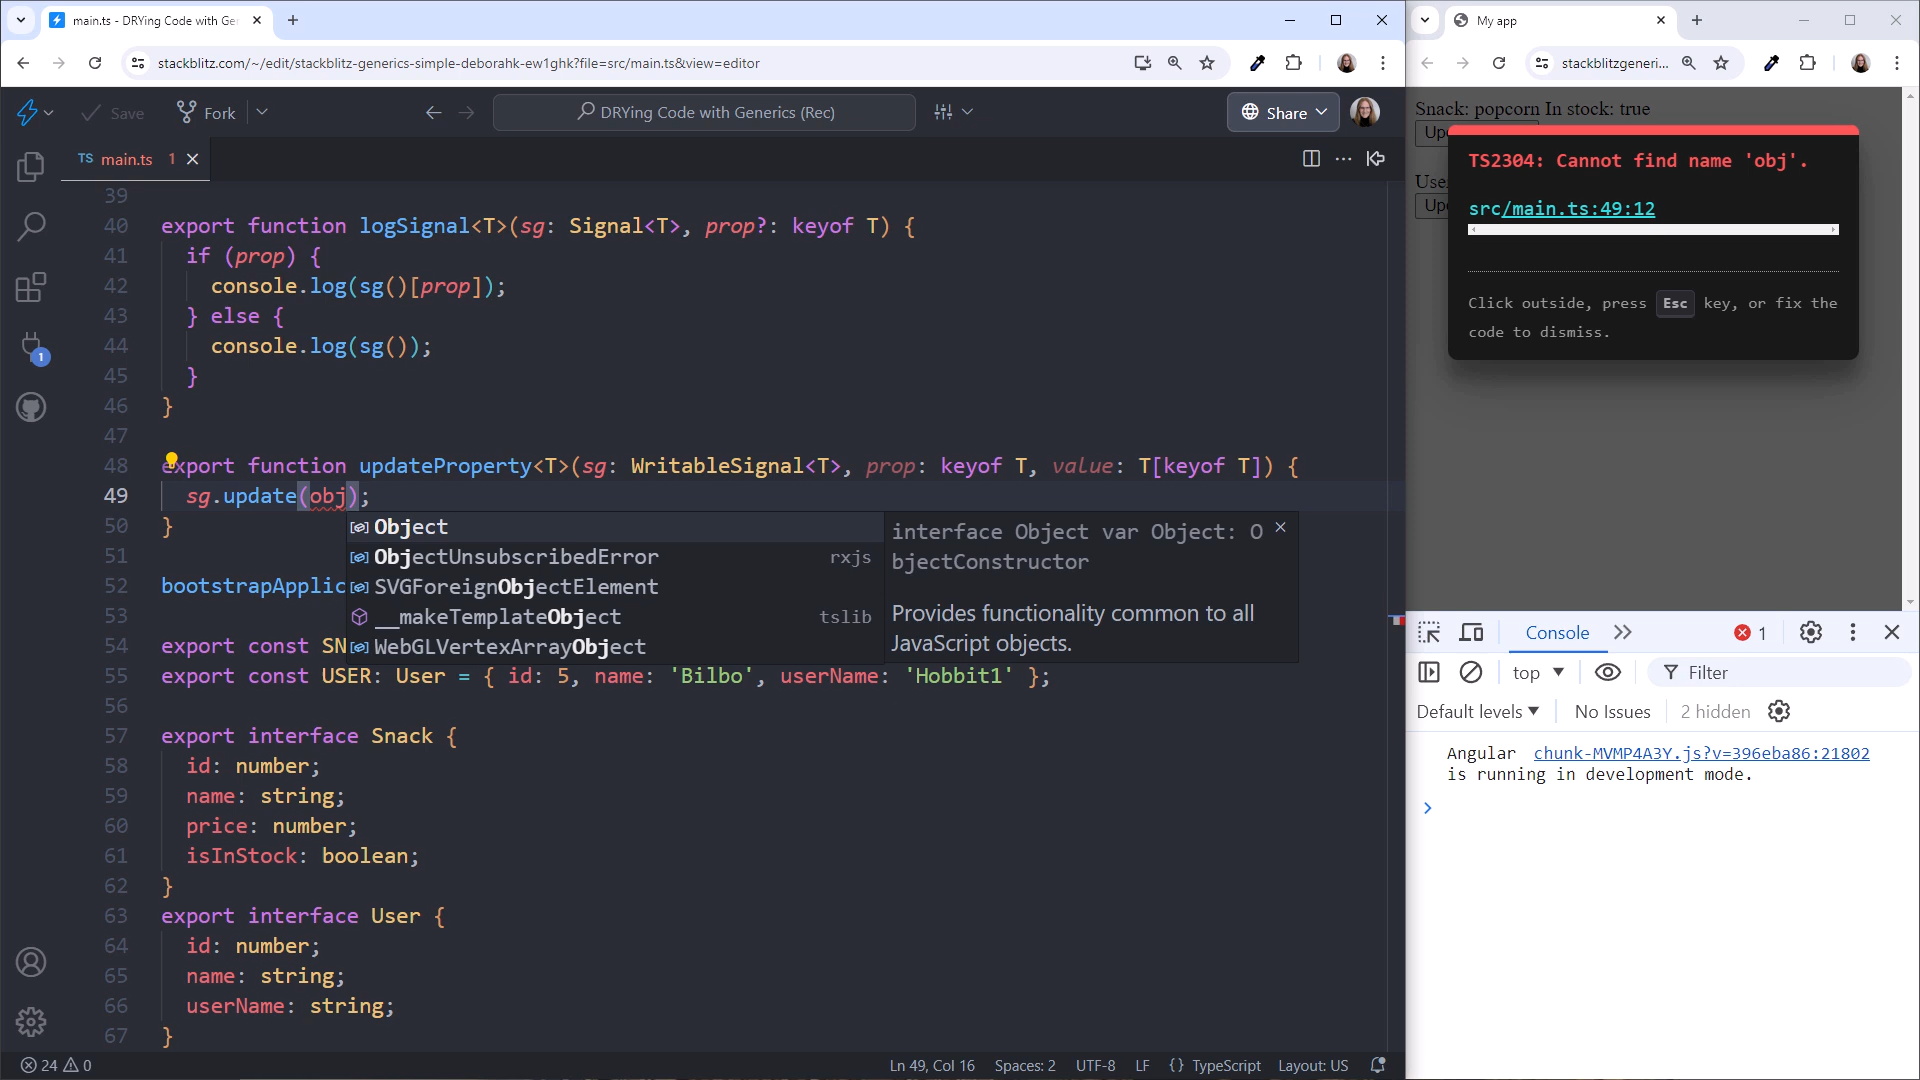 main.ts - DRYing Code with Ge
stackblitz.com/~/edit/stackblitz-generics-simple-deborahk-ew1ghk?file=src/main.ts&view=editor
Save
Fork
DRYing Code with Generics (Rec)
Share
TS main.ts 1
39
40 export function logSignal<T>(sg: Signal<T>, prop?: keyof T) {
41 if (prop) {
42 console.log(sg()[prop]);
43 } else {
44 console.log(sg());
45 }
46 }
47
48 export function updateProperty<T>(sg: WritableSignal<T>, prop: keyof T, value: T[keyof T]) {
49 sg.update(obj);
50 }
51
52 bootstrapApplic
53
54 export const SN
55 export const USER: User = { id: 5, name: 'Bilbo', userName: 'Hobbit1' };
56
57 export interface Snack {
58 id: number;
59 name: string;
60 price: number;
61 isInStock: boolean;
62 }
63 export interface User {
64 id: number;
65 name: string;
66 userName: string;
67 }
Object
ObjectUnsubscribedError rxjs
SVGForeignObjectElement
__makeTemplateObject tslib
WebGLVertexArrayObject
interface Object var Object: O
bjectConstructor
Provides functionality common to all
JavaScript objects.
1
24 0
Ln 49, Col 16 Spaces: 2 UTF-8 LF {} TypeScript Layout: US
My app
stackblitzgeneri...
Snack: popcorn In stock: true
Up
User
Up
TS2304: Cannot find name 'obj'.
src/main.ts:49:12
Click outside, press Esc key, or fix the
code to dismiss.
Console 1
top Filter
Default levels No Issues 2 hidden
Angular chunk-MVMP4A3Y.js?v=396eba86:21802
is running in development mode.